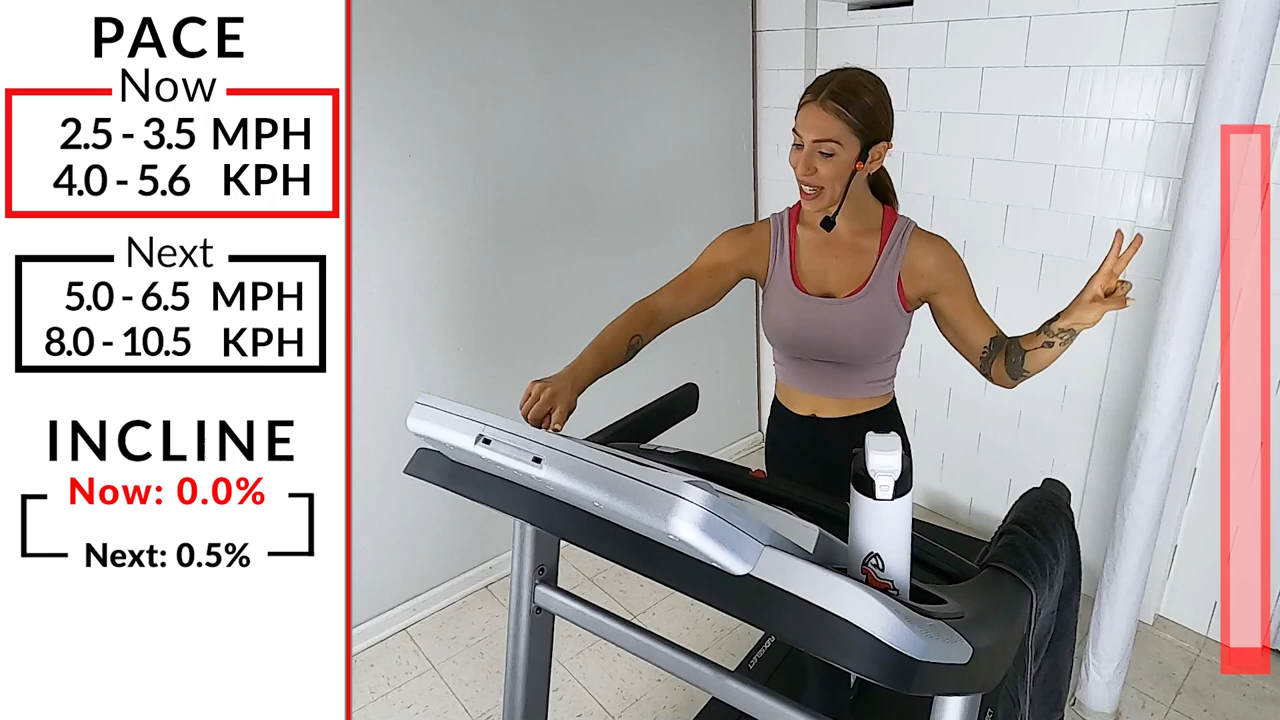 PACE
Now
2.5 - 3.5 MPH
4.0 - 5.6 KPH
Next
5.0 - 6.5 MPH
8.0 - 10.5 KPH
INCLINE
Now: 0.0%
Next: 0.5%
FLEXSELECT